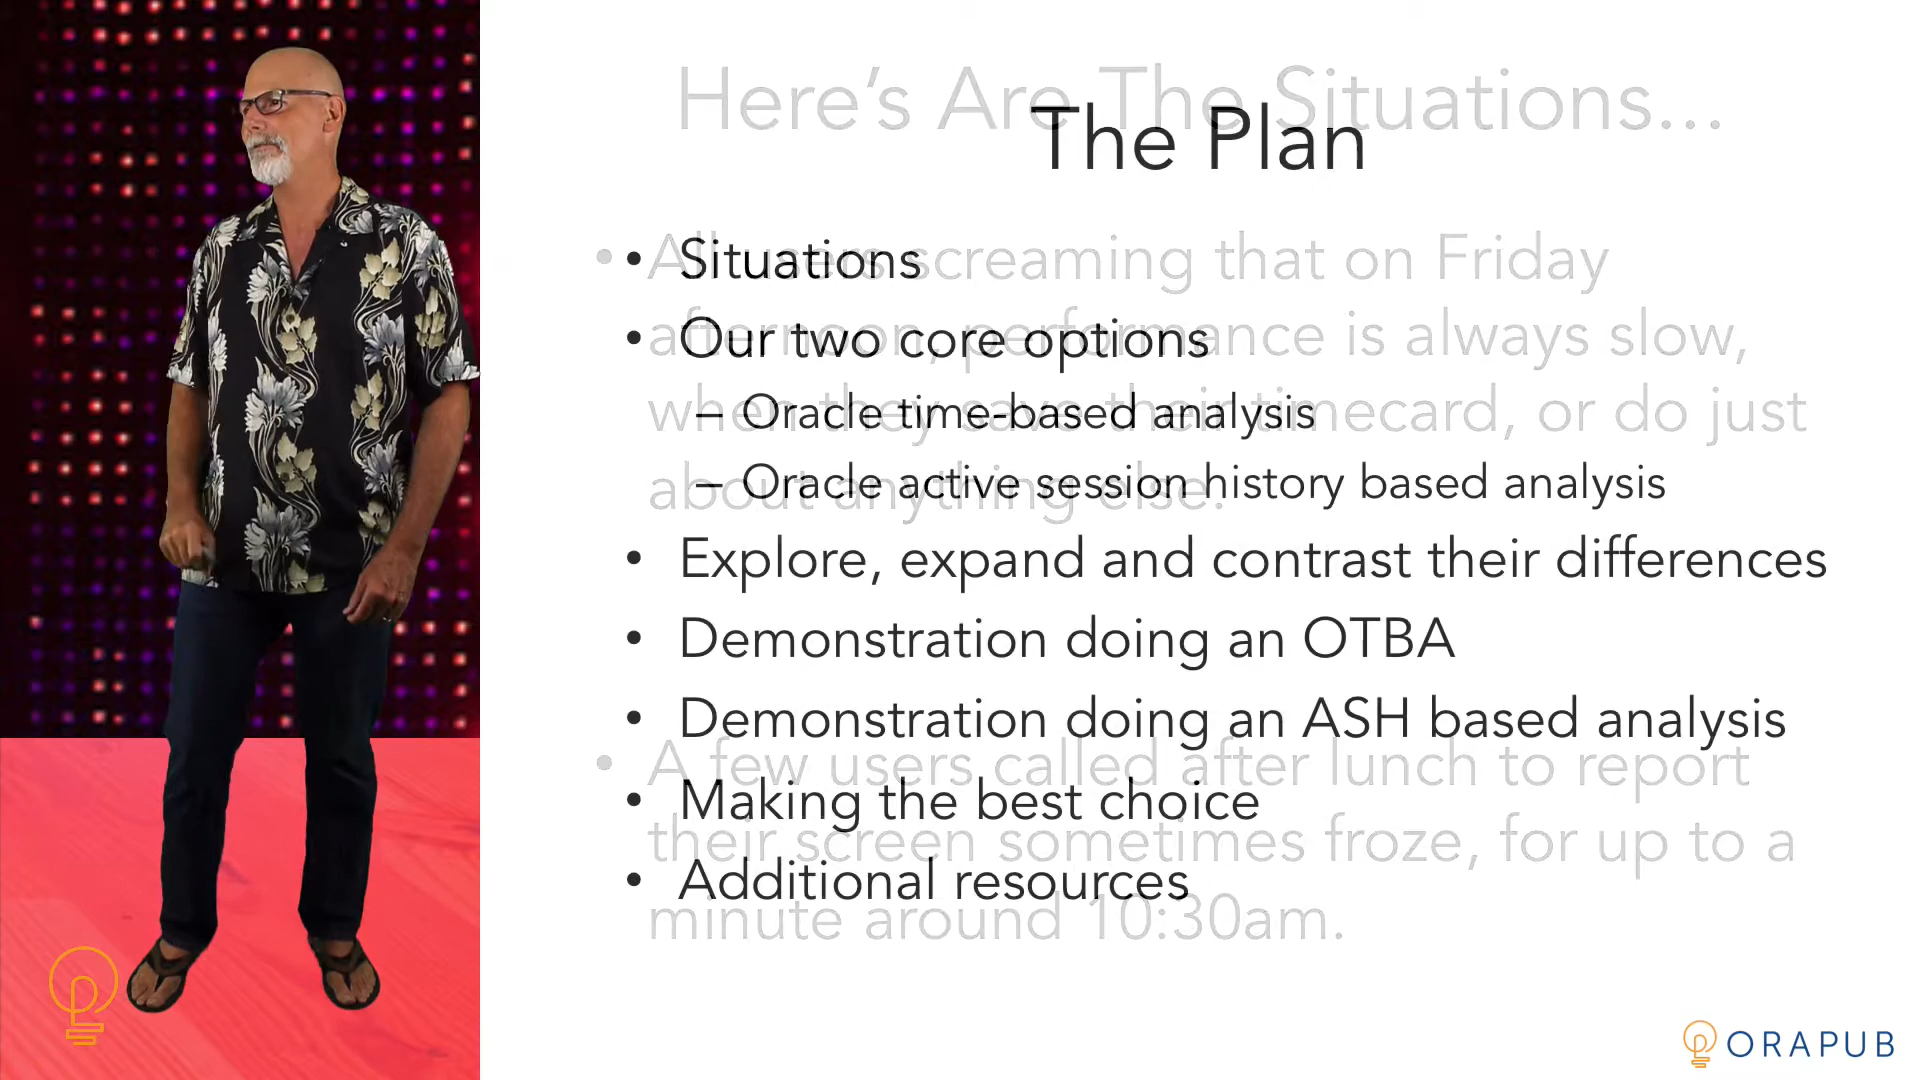 Here's Are The Situations...
The Plan
• Situations
• Our two core options
– Oracle time-based analysis
– Oracle active session history based analysis
• Explore, expand and contrast their differences
• Demonstration doing an OTBA
• Demonstration doing an ASH based analysis
• Making the best choice
• Additional resources
• All users screaming that on Friday
afternoon, performance is always slow,
when they save their timecard, or do just
about anything else.
• A few users called after lunch to report
their screen sometimes froze, for up to a
minute around 10:30am.
ORAPUB